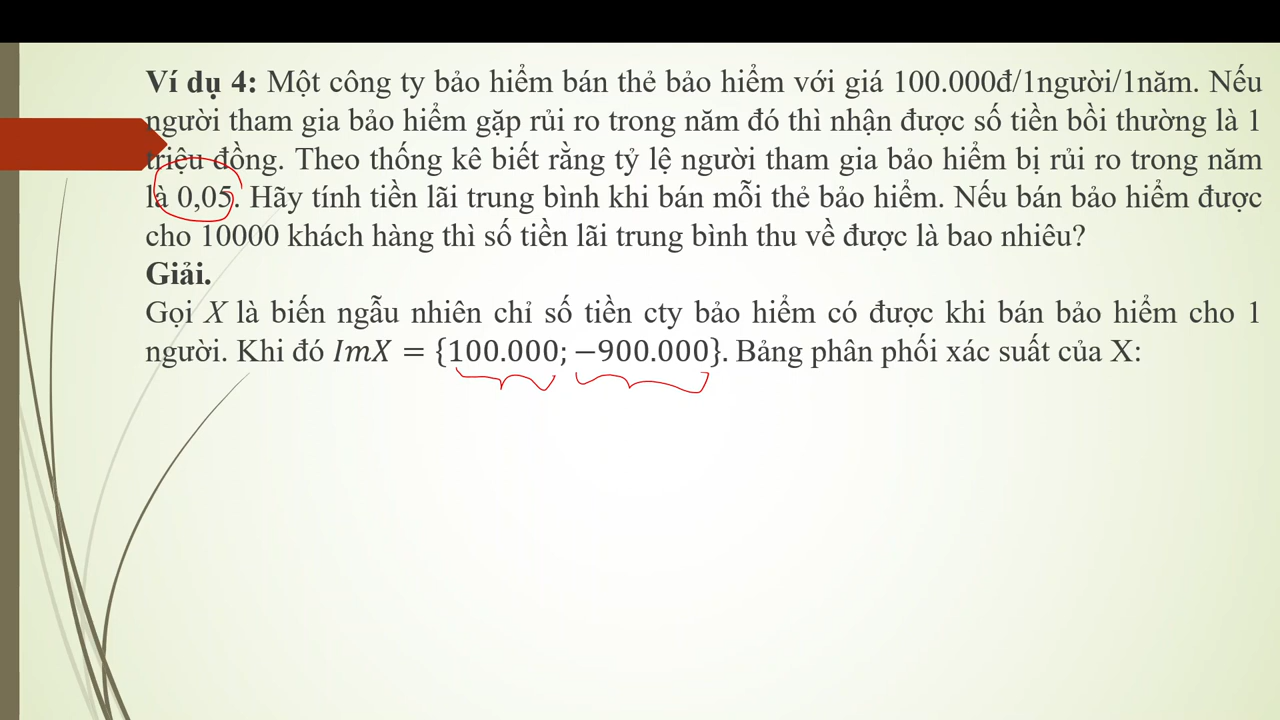 Ví dụ 4: Một công ty bảo hiểm bán thẻ bảo hiểm với giá 100.000đ/1người/1năm. Nếu
người tham gia bảo hiểm gặp rủi ro trong năm đó thì nhận được số tiền bồi thường là 1
triệu đồng. Theo thống kê biết rằng tỷ lệ người tham gia bảo hiểm bị rủi ro trong năm
là 0,05. Hãy tính tiền lãi trung bình khi bán mỗi thẻ bảo hiểm. Nếu bán bảo hiểm được
cho 10000 khách hàng thì số tiền lãi trung bình thu về được là bao nhiêu?
Giải.
Gọi X là biến ngẫu nhiên chỉ số tiền cty bảo hiểm có được khi bán bảo hiểm cho 1
người. Khi đó ImX = {100.000; −900.000}. Bảng phân phối xác suất của X: